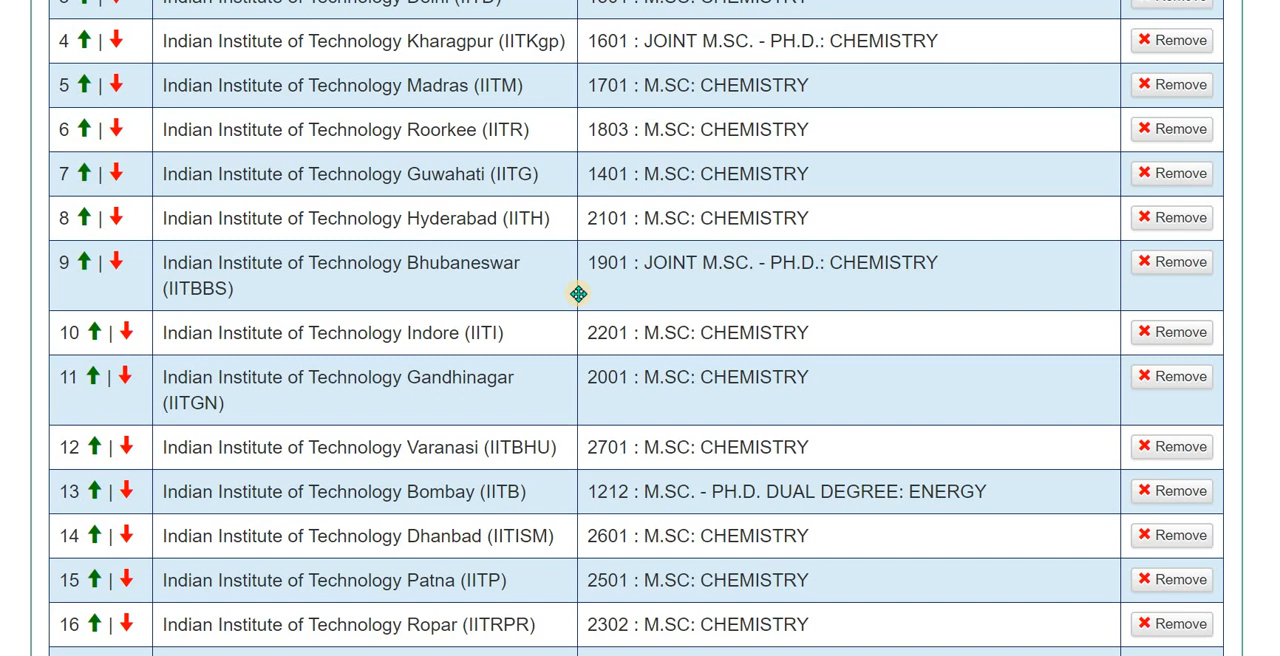 4 | Indian Institute of Technology Kharagpur (IITKgp) 1601 : JOINT M.SC. - PH.D.: CHEMISTRY Remove
5 | Indian Institute of Technology Madras (IITM) 1701 : M.SC: CHEMISTRY Remove
6 | Indian Institute of Technology Roorkee (IITR) 1803 : M.SC: CHEMISTRY Remove
7 | Indian Institute of Technology Guwahati (IITG) 1401 : M.SC: CHEMISTRY Remove
8 | Indian Institute of Technology Hyderabad (IITH) 2101 : M.SC: CHEMISTRY Remove
9 | Indian Institute of Technology Bhubaneswar 1901 : JOINT M.SC. - PH.D.: CHEMISTRY Remove
(IITBBS)
10 | Indian Institute of Technology Indore (IITI) 2201 : M.SC: CHEMISTRY Remove
11 | Indian Institute of Technology Gandhinagar 2001 : M.SC: CHEMISTRY Remove
(IITGN)
12 | Indian Institute of Technology Varanasi (IITBHU) 2701 : M.SC: CHEMISTRY Remove
13 | Indian Institute of Technology Bombay (IITB) 1212 : M.SC. - PH.D. DUAL DEGREE: ENERGY Remove
14 | Indian Institute of Technology Dhanbad (IITISM) 2601 : M.SC: CHEMISTRY Remove
15 | Indian Institute of Technology Patna (IITP) 2501 : M.SC: CHEMISTRY Remove
16 | Indian Institute of Technology Ropar (IITRPR) 2302 : M.SC: CHEMISTRY Remove